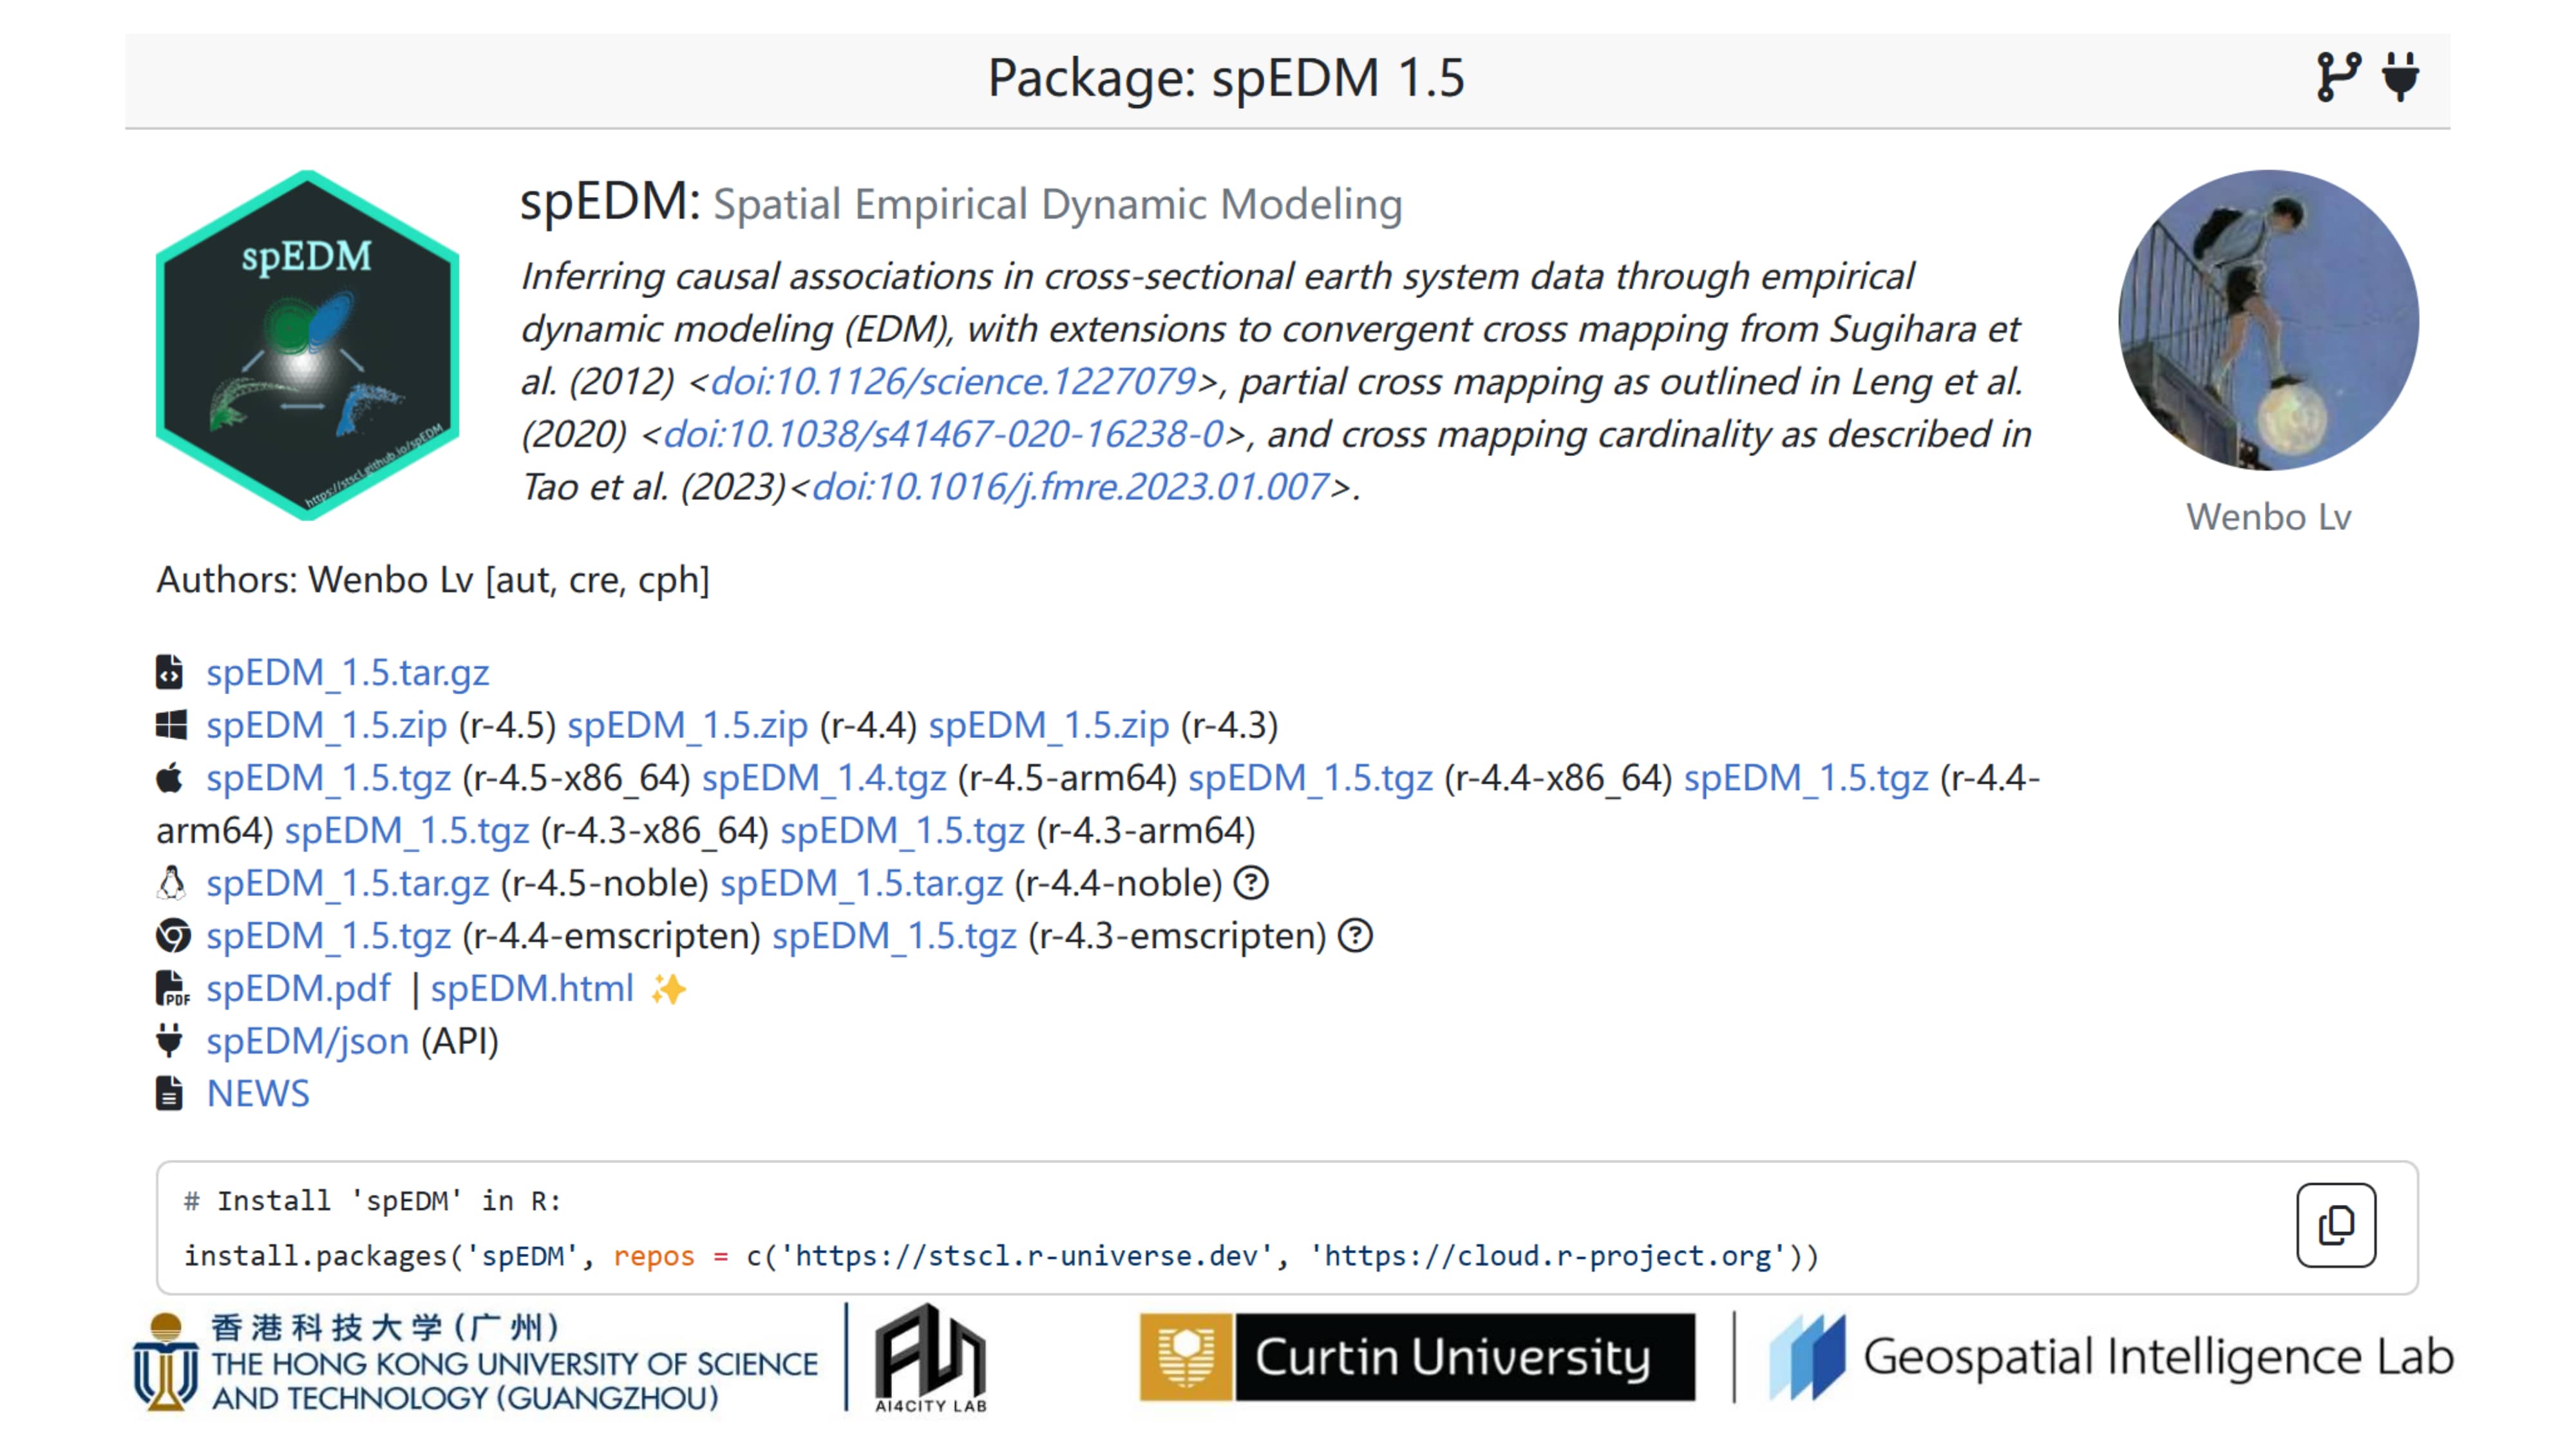 Package: spEDM 1.5
spEDM
https://stscl.github.io/spEDM
spEDM: Spatial Empirical Dynamic Modeling
Inferring causal associations in cross-sectional earth system data through empirical
dynamic modeling (EDM), with extensions to convergent cross mapping from Sugihara et
al. (2012) <doi:10.1126/science.1227079>, partial cross mapping as outlined in Leng et al.
(2020) <doi:10.1038/s41467-020-16238-0>, and cross mapping cardinality as described in
Tao et al. (2023)<doi:10.1016/j.fmre.2023.01.007>.
Wenbo Lv
Authors: Wenbo Lv [aut, cre, cph]
spEDM_1.5.tar.gz
spEDM_1.5.zip (r-4.5) spEDM_1.5.zip (r-4.4) spEDM_1.5.zip (r-4.3)
spEDM_1.5.tgz (r-4.5-x86_64) spEDM_1.4.tgz (r-4.5-arm64) spEDM_1.5.tgz (r-4.4-x86_64) spEDM_1.5.tgz (r-4.4-
arm64) spEDM_1.5.tgz (r-4.3-x86_64) spEDM_1.5.tgz (r-4.3-arm64)
spEDM_1.5.tar.gz (r-4.5-noble) spEDM_1.5.tar.gz (r-4.4-noble) ?
spEDM_1.5.tgz (r-4.4-emscripten) spEDM_1.5.tgz (r-4.3-emscripten) ?
PDF spEDM.pdf | spEDM.html ✨
spEDM/json (API)
NEWS
# Install 'spEDM' in R:
install.packages('spEDM', repos = c('https://stscl.r-universe.dev', 'https://cloud.r-project.org'))
香港科技大学(广州)
THE HONG KONG UNIVERSITY OF SCIENCE
AND TECHNOLOGY (GUANGZHOU)
AI4CITY LAB
Curtin University
Geospatial Intelligence Lab